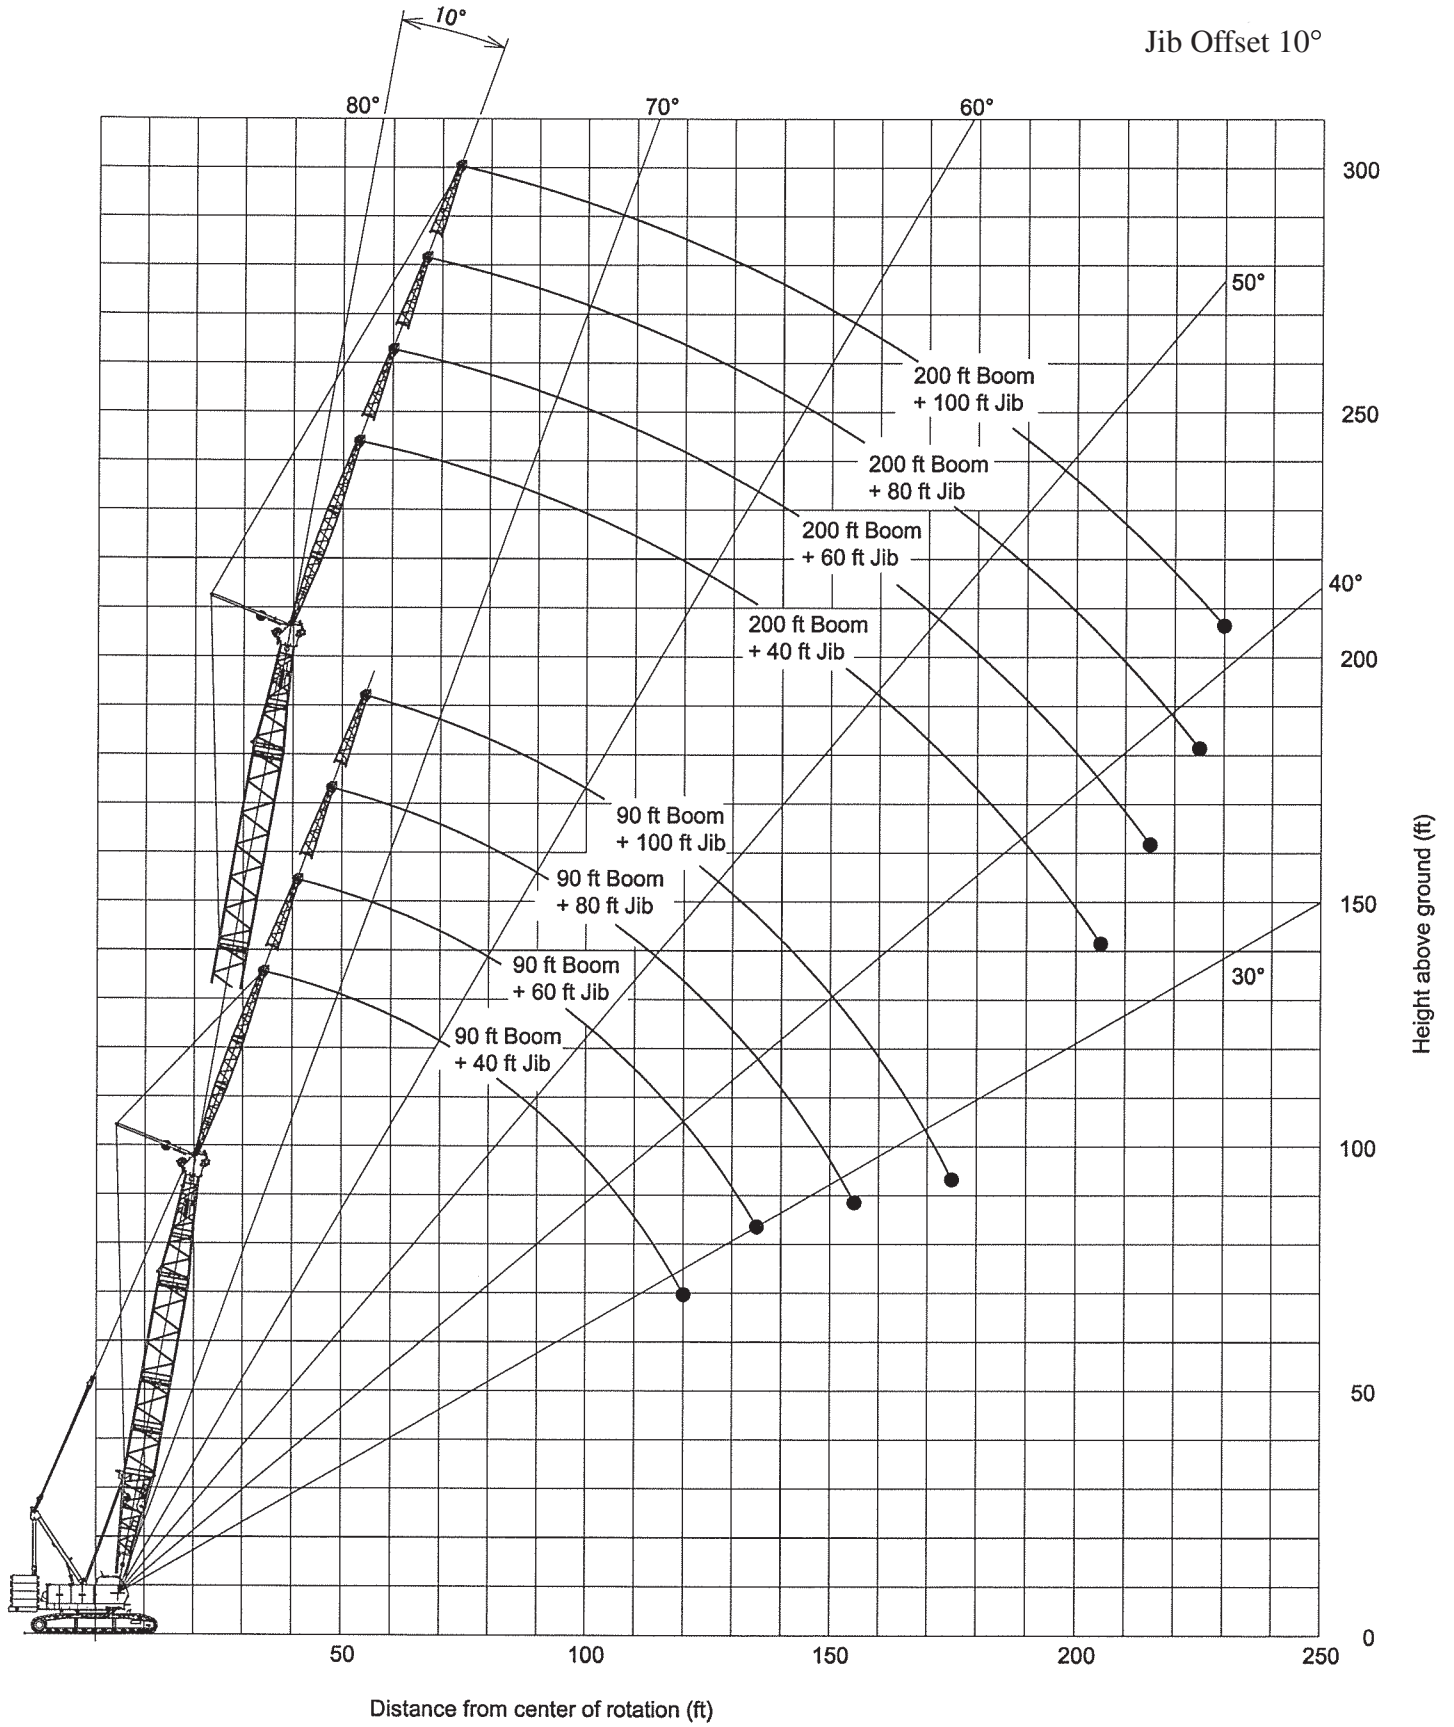 10°
Jib Offset 10°
80°
70°
60°
300
50°
200 ft Boom
+ 100 ft Jib
250
200 ft Boom
+ 80 ft Jib
200 ft Boom
+ 60 ft Jib
40°
200 ft Boom
+ 40 ft Jib
200
90 ft Boom
+ 100 ft Jib
90 ft Boom
+ 80 ft Jib
150
90 ft Boom
+ 60 ft Jib
30°
90 ft Boom
+ 40 ft Jib
Height above ground (ft)
100
50
0
50
100
150
200
250
Distance from center of rotation (ft)